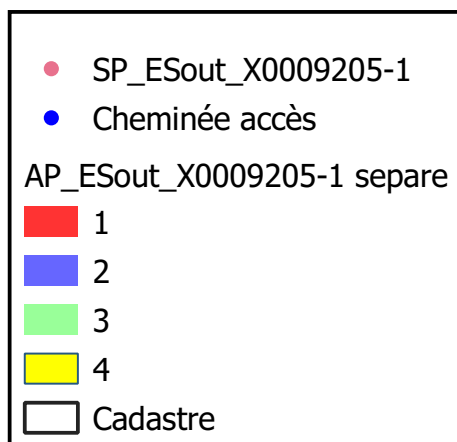 SP_ESout_X0009205-1
Cheminée accès
AP_ESout_X0009205-1 separe
1
2
3
4
Cadastre